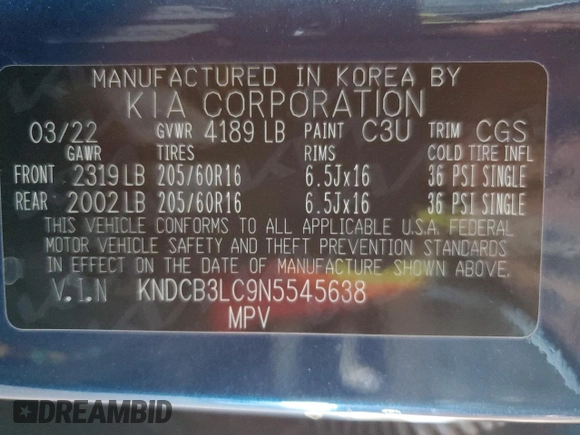 MANUFACTURED IN KOREA BY
KIA CORPORATION
03/22 GVWR 4189 LB PAINT C3U TRIM CGS
GAWR TIRES RIMS COLD TIRE INFL
FRONT 2319 LB 205/60R16 6.5Jx16 36 PSI SINGLE
REAR 2002 LB 205/60R16 6.5Jx16 36 PSI SINGLE
THIS VEHICLE CONFORMS TO ALL APPLICABLE U.S.A. FEDERAL
MOTOR VEHICLE SAFETY AND THEFT PREVENTION STANDARDS
IN EFFECT ON THE DATE OF MANUFACTURE SHOWN ABOVE.
V.I.N KNDCB3LC9N5545638
MPV
DREAMBID